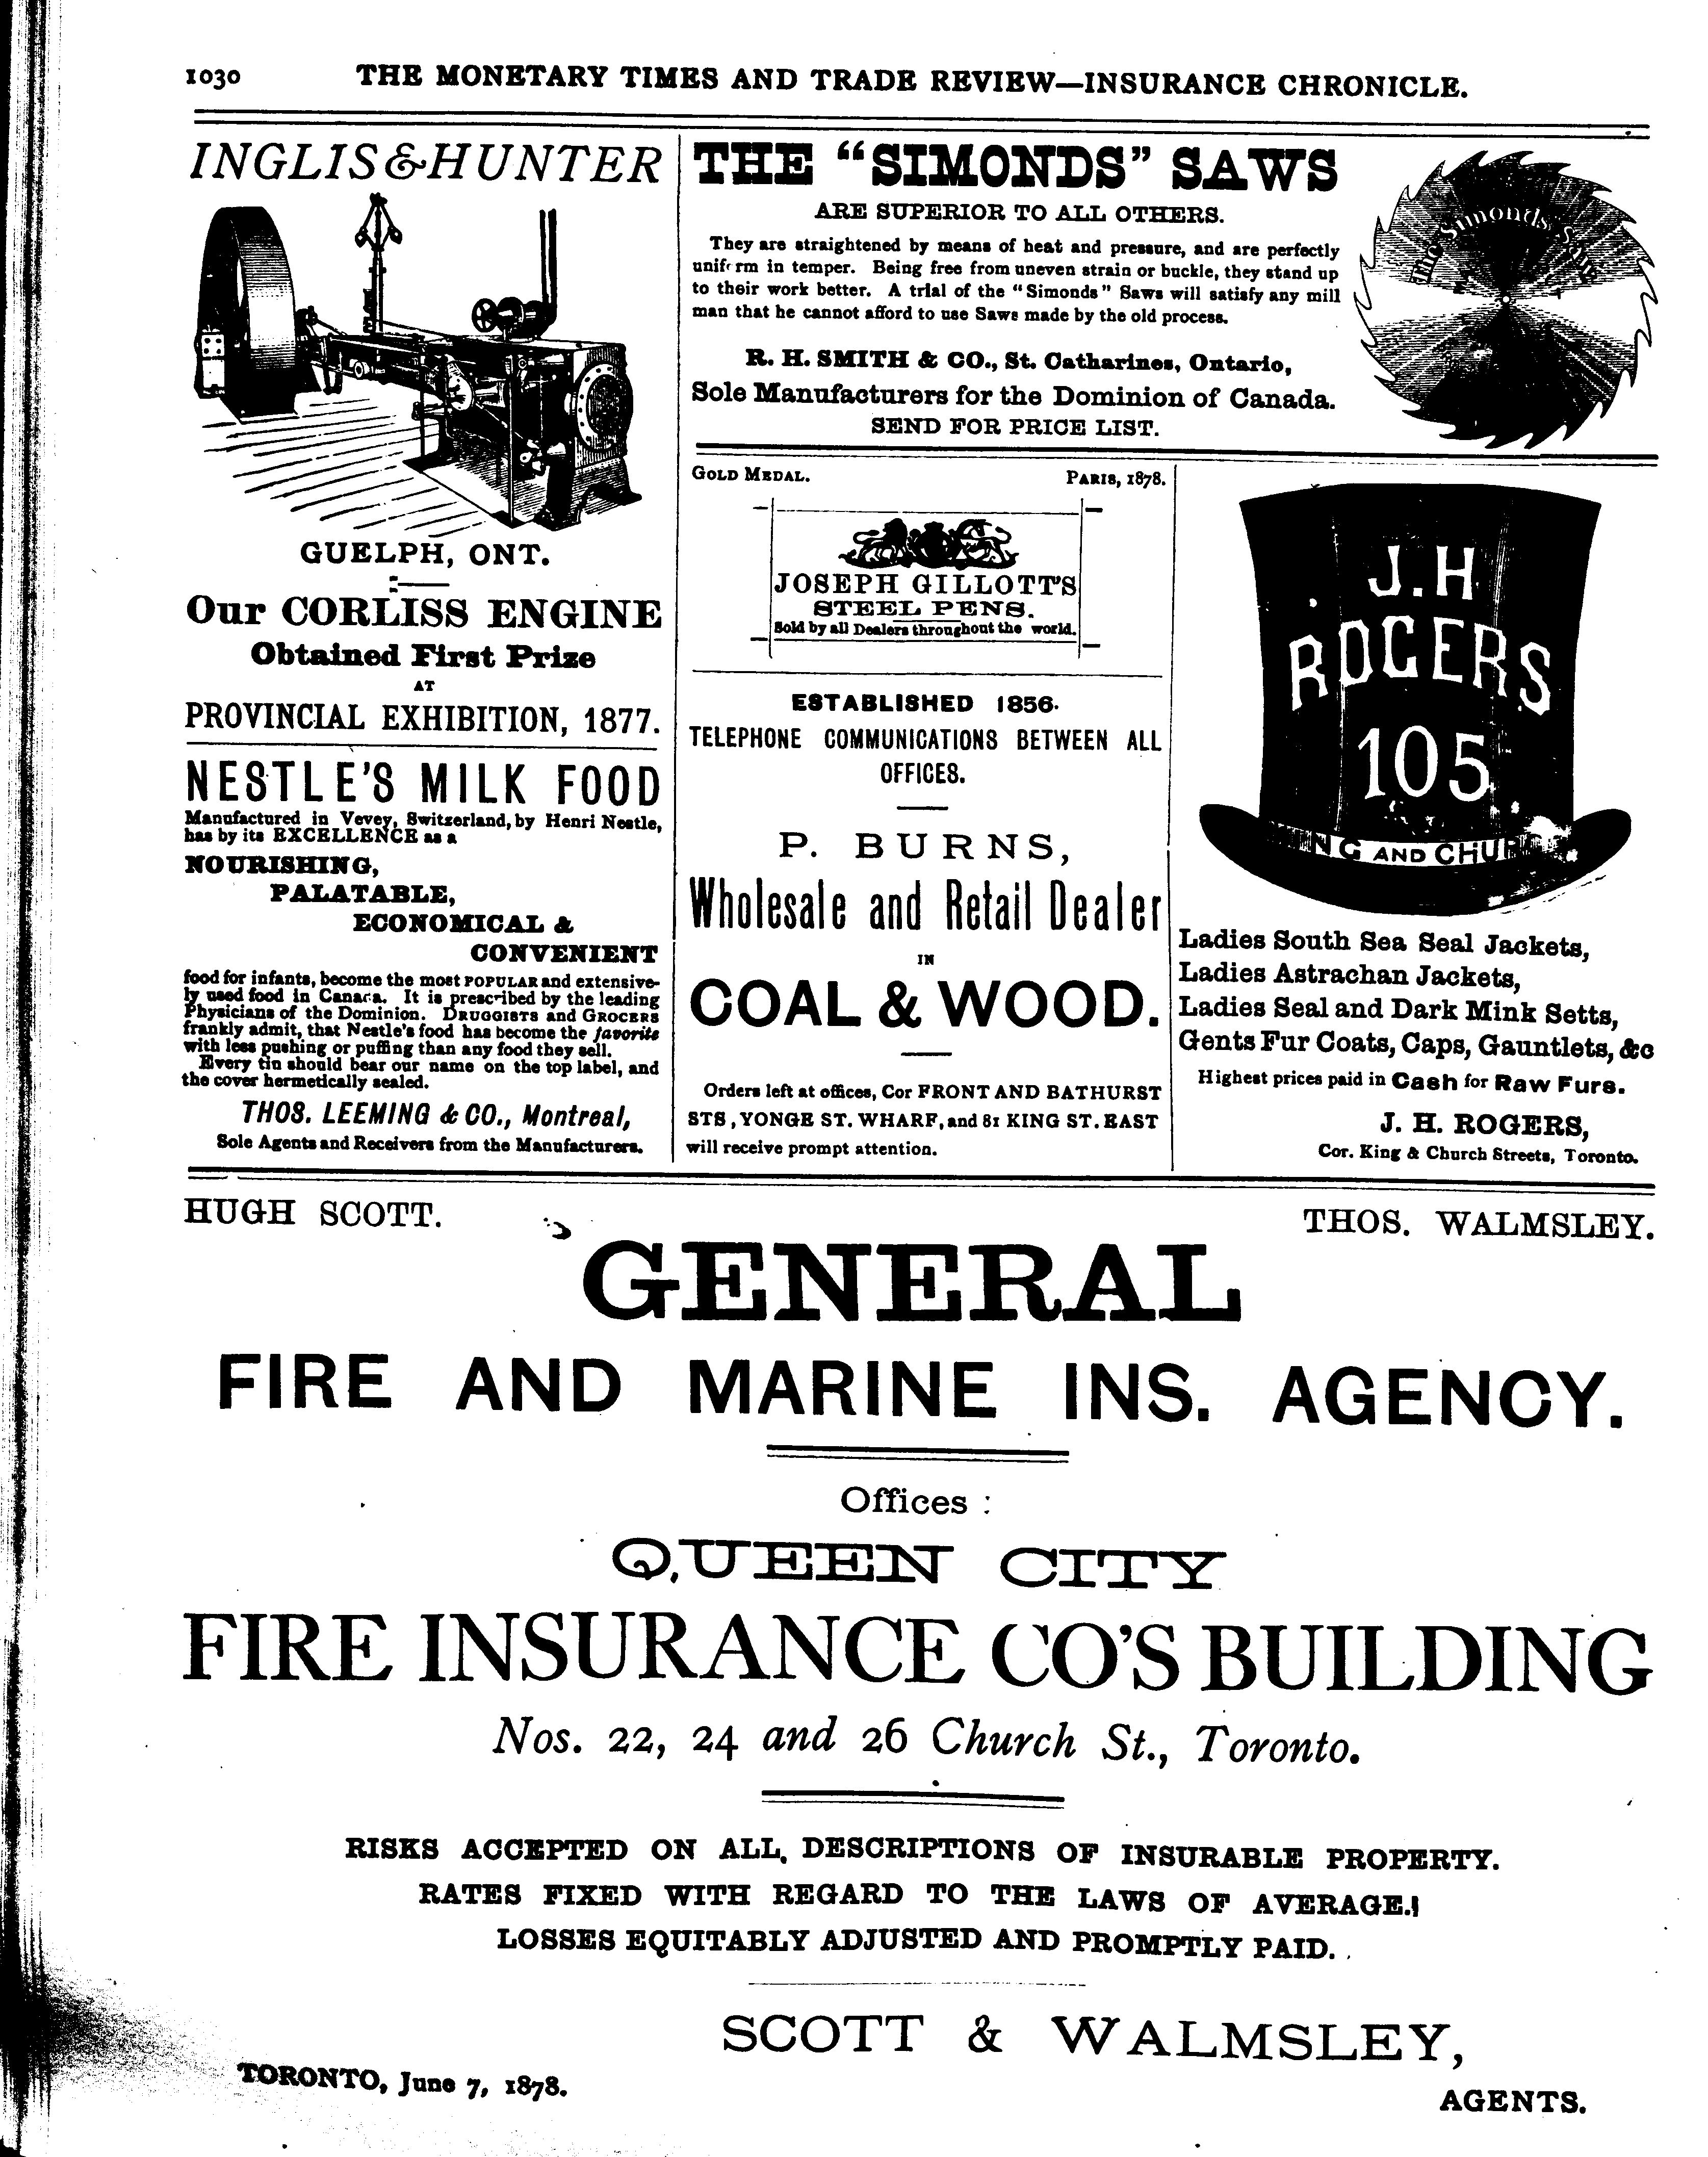 1030 THE MONETARY TIMES AND TRADE REVIEW—INSURANCE CHRONICLE.
INGLIS & HUNTER
GUELPH, ONT.
Our CORLISS ENGINE
Obtained First Prize
AT
PROVINCIAL EXHIBITION, 1877.
NESTLE'S MILK FOOD
Manufactured in Vevey, Switzerland, by Henri Nestle,
has by its EXCELLENCE as a
NOURISHING,
PALATABLE,
ECONOMICAL &
CONVENIENT
food for infants, become the most POPULAR and extensive-
ly used food in Canaɾa. It is prescribed by the leading
Physicians of the Dominion. DRUGGISTS and GROCERS
frankly admit, that Nestle's food has become the favorite
with less pushing or puffing than any food they sell.
Every tin should bear our name on the top label, and
the cover hermetically sealed.
THOS. LEEMING & CO., Montreal,
Sole Agents and Receivers from the Manufacturers.
THE "SIMONDS" SAWS
ARE SUPERIOR TO ALL OTHERS.
They are straightened by means of heat and pressure, and are perfectly
uniform in temper. Being free from uneven strain or buckle, they stand up
to their work better. A trial of the "Simonds" Saws will satisfy any mill
man that he cannot afford to use Saws made by the old process.
R. H. SMITH & CO., St. Catharines, Ontario,
Sole Manufacturers for the Dominion of Canada.
SEND FOR PRICE LIST.
The Simonds Saw
GOLD MEDAL. PARIS, 1878.
JOSEPH GILLOTT'S
STEEL PENS.
Sold by all Dealers throughout the world.
ESTABLISHED 1856.
TELEPHONE COMMUNICATIONS BETWEEN ALL
OFFICES.
P. BURNS,
Wholesale and Retail Dealer
IN
COAL & WOOD.
Orders left at offices, Cor FRONT AND BATHURST
STS, YONGE ST. WHARF, and 81 KING ST. EAST
will receive prompt attention.
J. H
ROGERS
105
AND
Ladies South Sea Seal Jackets,
Ladies Astrachan Jackets,
Ladies Seal and Dark Mink Setts,
Gents Fur Coats, Caps, Gauntlets, &c
Highest prices paid in Cash for Raw Furs.
J. H. ROGERS,
Cor. King & Church Streets, Toronto.
HUGH SCOTT. THOS. WALMSLEY.
GENERAL
FIRE AND MARINE INS. AGENCY.
Offices :
QUEEN CITY
FIRE INSURANCE CO'S BUILDING
Nos. 22, 24 and 26 Church St., Toronto.
RISKS ACCEPTED ON ALL DESCRIPTIONS OF INSURABLE PROPERTY.
RATES FIXED WITH REGARD TO THE LAWS OF AVERAGE.
LOSSES EQUITABLY ADJUSTED AND PROMPTLY PAID.
SCOTT & WALMSLEY,
TORONTO, June 7, 1878.
AGENTS.